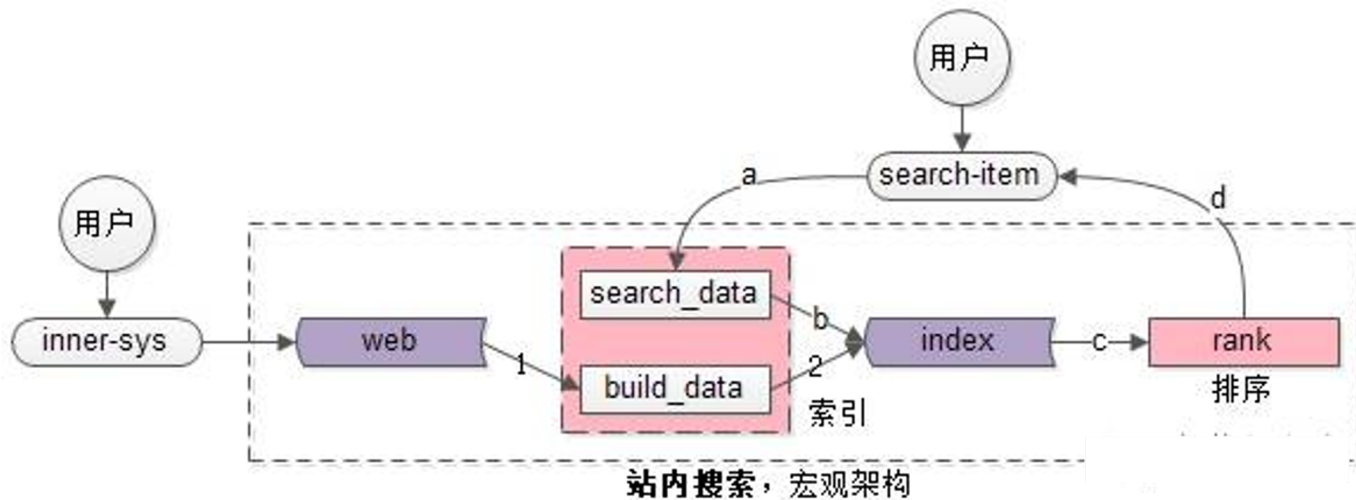 用户
search-item
a
d
用户
search_data
inner-sys
web
b
index
c
rank
1
build_data
2
排序
索引
站内搜索，宏观架构